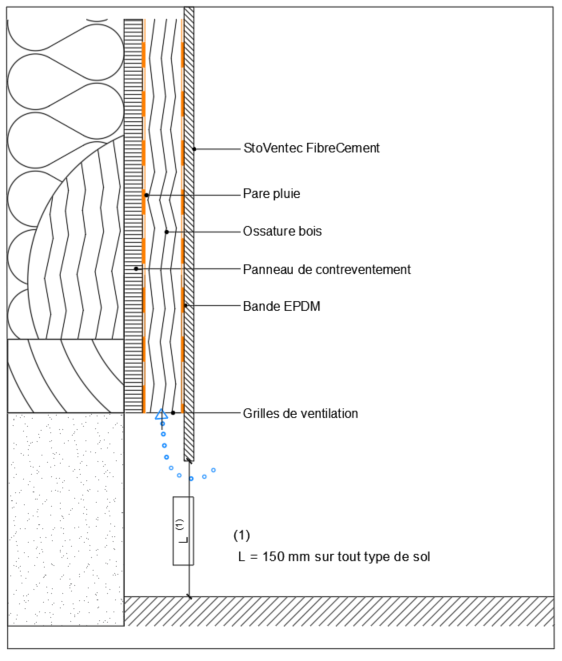 StoVentec FibreCement
Pare pluie
Ossature bois
Panneau de contreventement
Bande EPDM
Grilles de ventilation
L (1)
(1)
L = 150 mm sur tout type de sol